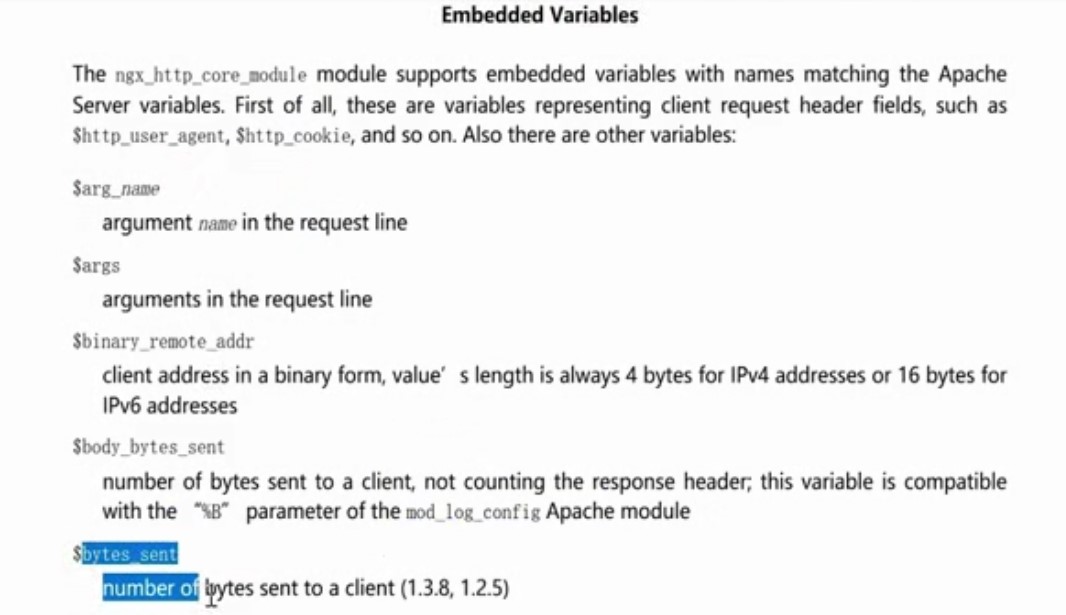 Embedded Variables
The ngx_http_core_module module supports embedded variables with names matching the Apache
Server variables. First of all, these are variables representing client request header fields, such as
$http_user_agent, $http_cookie, and so on. Also there are other variables:
$arg_name
argument name in the request line
$args
arguments in the request line
$binary_remote_addr
client address in a binary form, value’ s length is always 4 bytes for IPv4 addresses or 16 bytes for
IPv6 addresses
$body_bytes_sent
number of bytes sent to a client, not counting the response header; this variable is compatible
with the “%B” parameter of the mod_log_config Apache module
$bytes_sent
number of bytes sent to a client (1.3.8, 1.2.5)